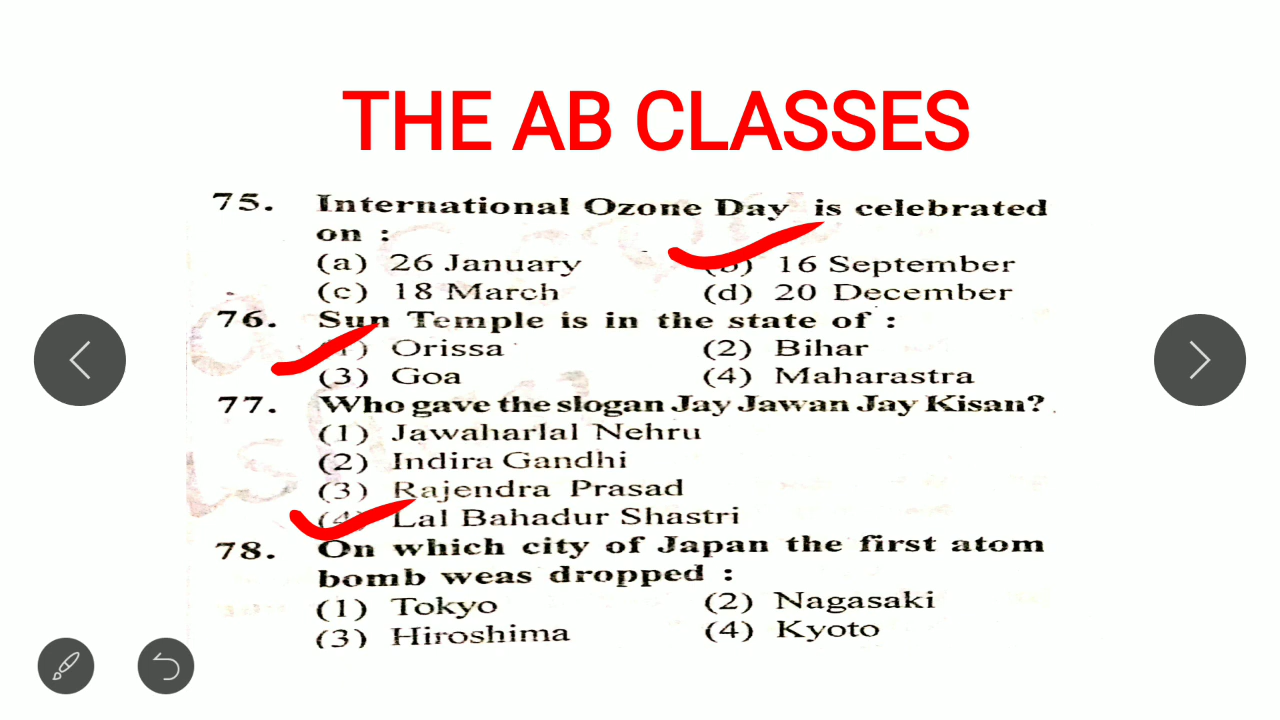 THE AB CLASSES
75. International Ozone Day is celebrated
on :
(a) 26 January (b) 16 September
(c) 18 March (d) 20 December
76. Sun Temple is in the state of :
(1) Orissa (2) Bihar
(3) Goa (4) Maharastra
77. Who gave the slogan Jay Jawan Jay Kisan?
(1) Jawaharlal Nehru
(2) Indira Gandhi
(3) Rajendra Prasad
(4) Lal Bahadur Shastri
78. On which city of Japan the first atom
bomb weas dropped :
(1) Tokyo (2) Nagasaki
(3) Hiroshima (4) Kyoto